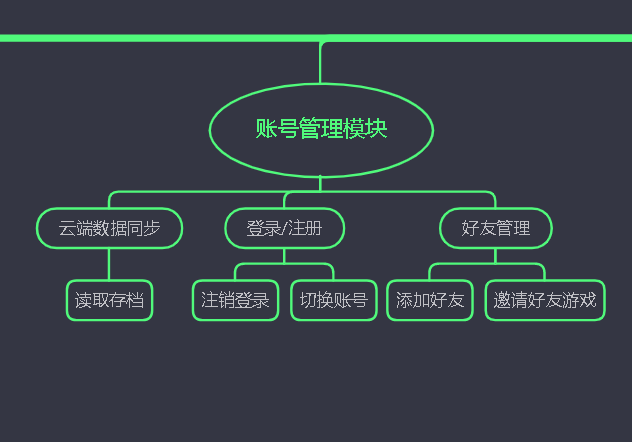 账号管理模块
云端数据同步
登录/注册
好友管理
读取存档
注销登录
切换账号
添加好友
邀请好友游戏